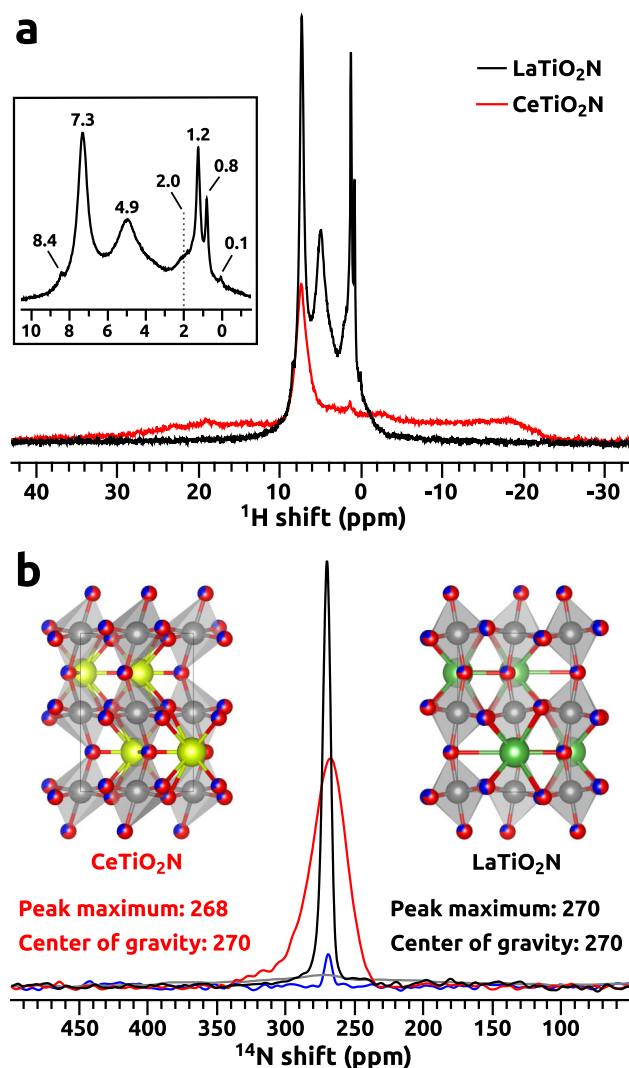 a
LaTiO₂N
CeTiO₂N
7.3
1.2
2.0
0.8
4.9
8.4
0.1
10 8 6 4 2 0
40 30 20 10 0 -10 -20 -30
¹H shift (ppm)
b
CeTiO₂N
LaTiO₂N
Peak maximum: 268
Center of gravity: 270
Peak maximum: 270
Center of gravity: 270
450 400 350 300 250 200 150 100
¹⁴N shift (ppm)